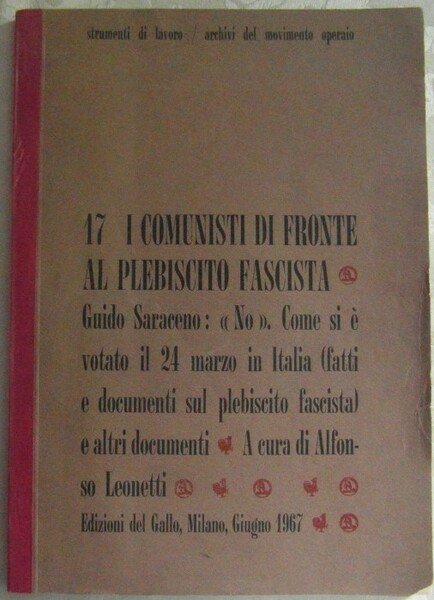 strumenti di lavoro / archivi del movimento operaio
17 I COMUNISTI DI FRONTE
AL PLEBISCITO FASCISTA
Guido Saraceno: « No ». Come si è
votato il 24 marzo in Italia (fatti
e documenti sul plebiscito fascista)
e altri documenti A cura di Alfon-
so Leonetti
Edizioni del Gallo, Milano, Giugno 1967